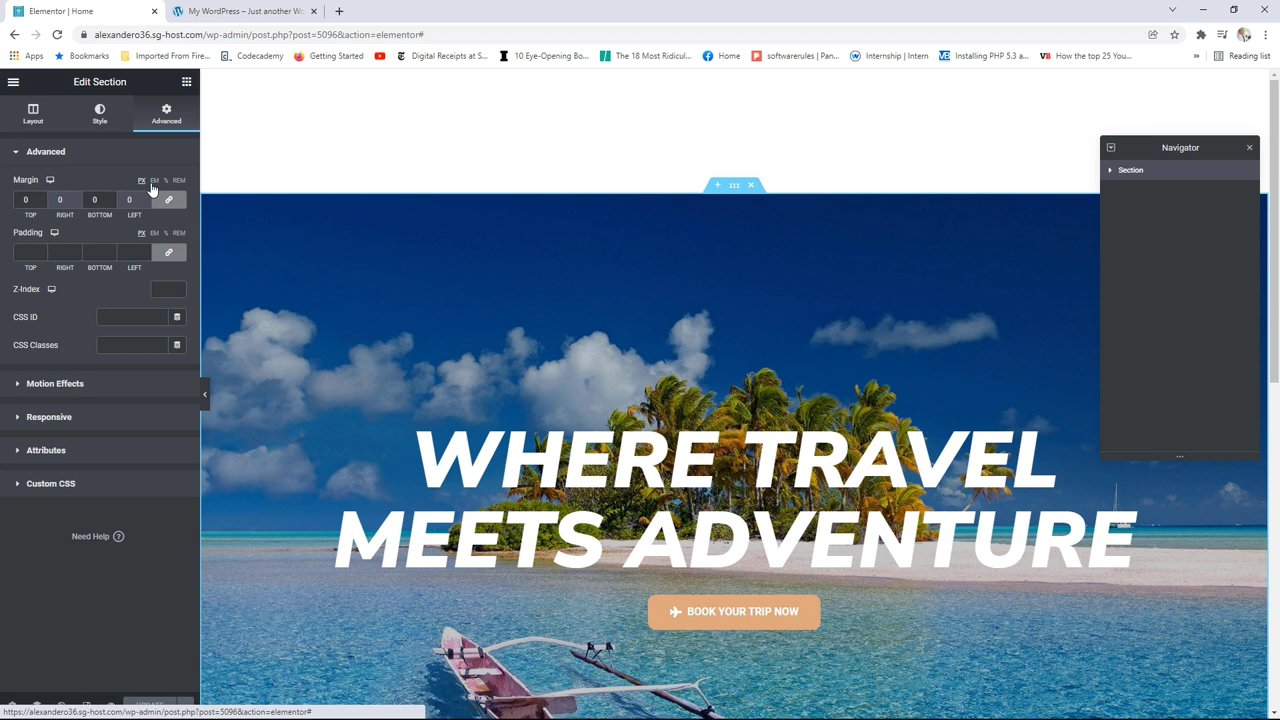 Elementor | Home
My WordPress – Just another Wo
alexandero36.sg-host.com/wp-admin/post.php?post=5096&action=elementor#
Apps
Bookmarks
Imported From Fire...
Codecademy
Getting Started
Digital Receipts at S...
10 Eye-Opening Bo...
The 18 Most Ridicul...
Home
softwarerules | Pan...
Internship | Intern
Installing PHP 5.3 a...
How the top 25 You...
»
Reading list
Edit Section
Layout
Style
Advanced
Advanced
Margin
PX EM % REM
0 0 0 0
TOP RIGHT BOTTOM LEFT
Padding
PX EM % REM
TOP RIGHT BOTTOM LEFT
Z-Index
CSS ID
CSS Classes
Motion Effects
Responsive
Attributes
Custom CSS
Need Help ?
Navigator
Section
WHERE TRAVEL
MEETS ADVENTURE
BOOK YOUR TRIP NOW
UPDATE
https://alexandero36.sg-host.com/wp-admin/post.php?post=5096&action=elementor#